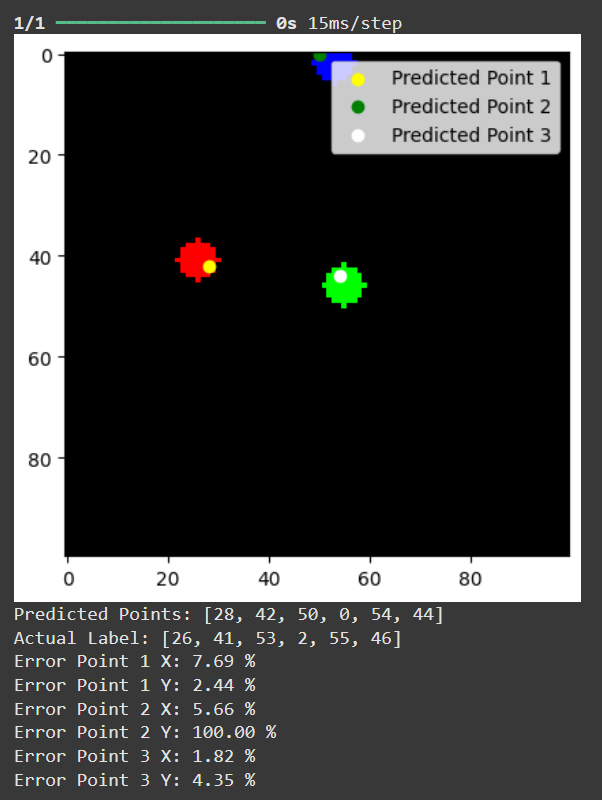 1/1 ━━━━━━━━━━━━━━━━━━━━ 0s 15ms/step
Predicted Point 1
Predicted Point 2
Predicted Point 3
0
20
40
60
80
0 20 40 60 80
Predicted Points: [28, 42, 50, 0, 54, 44]
Actual Label: [26, 41, 53, 2, 55, 46]
Error Point 1 X: 7.69 %
Error Point 1 Y: 2.44 %
Error Point 2 X: 5.66 %
Error Point 2 Y: 100.00 %
Error Point 3 X: 1.82 %
Error Point 3 Y: 4.35 %